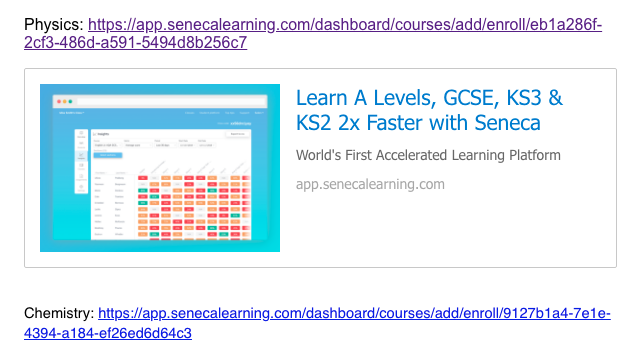 Physics: https://app.senecalearning.com/dashboard/courses/add/enroll/eb1a286f-
2cf3-486d-a591-5494d8b256c7
Learn A Levels, GCSE, KS3 &
KS2 2x Faster with Seneca
World's First Accelerated Learning Platform
app.senecalearning.com
Chemistry: https://app.senecalearning.com/dashboard/courses/add/enroll/9127b1a4-7e1e-
4394-a184-ef26ed6d64c3